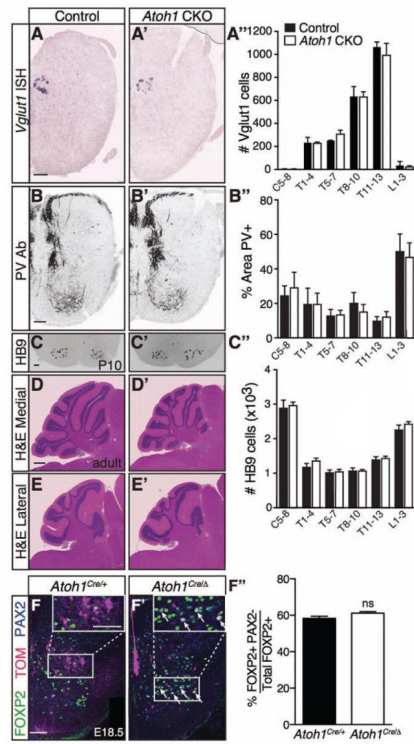 Control
Atoh1 CKO
A
A'
A"
Vglut1 ISH
# Vglut1 cells
Control
Atoh1 CKO
1200
1000
800
600
400
200
0
C5-8
T1-4
T5-7
T8-10
T11-13
L1-3
B
B'
B"
PV Ab
% Area PV+
80
60
40
20
0
C5-8
T1-4
T5-7
T8-10
T11-13
L1-3
C
C'
C"
HB9
P10
# HB9 cells (x10³)
4
3
2
1
0
C5-8
T1-4
T5-7
T8-10
T11-13
L1-3
D
D'
H&E Medial
adult
E
E'
H&E Lateral
Atoh1Cre/+
Atoh1Cre/Δ
F
F'
F"
FOXP2 TOM PAX2
E18.5
% FOXP2+ PAX2-
Total FOXP2+
80
60
40
20
0
ns
Atoh1Cre/+
Atoh1Cre/Δ